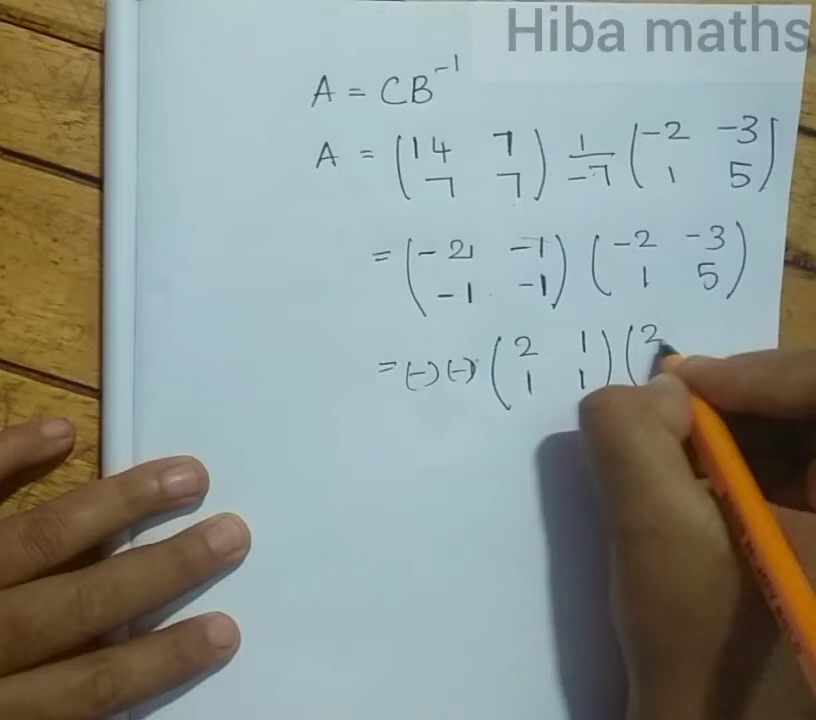 Hiba maths
A = CB⁻¹
A = (14 7 / 7 7) 1/-7 (-2 -3 / 1 5)
= (-2 -1 / -1 -1) (-2 -3 / 1 5)
= (-)(-) (2 1 / 1 1) (2